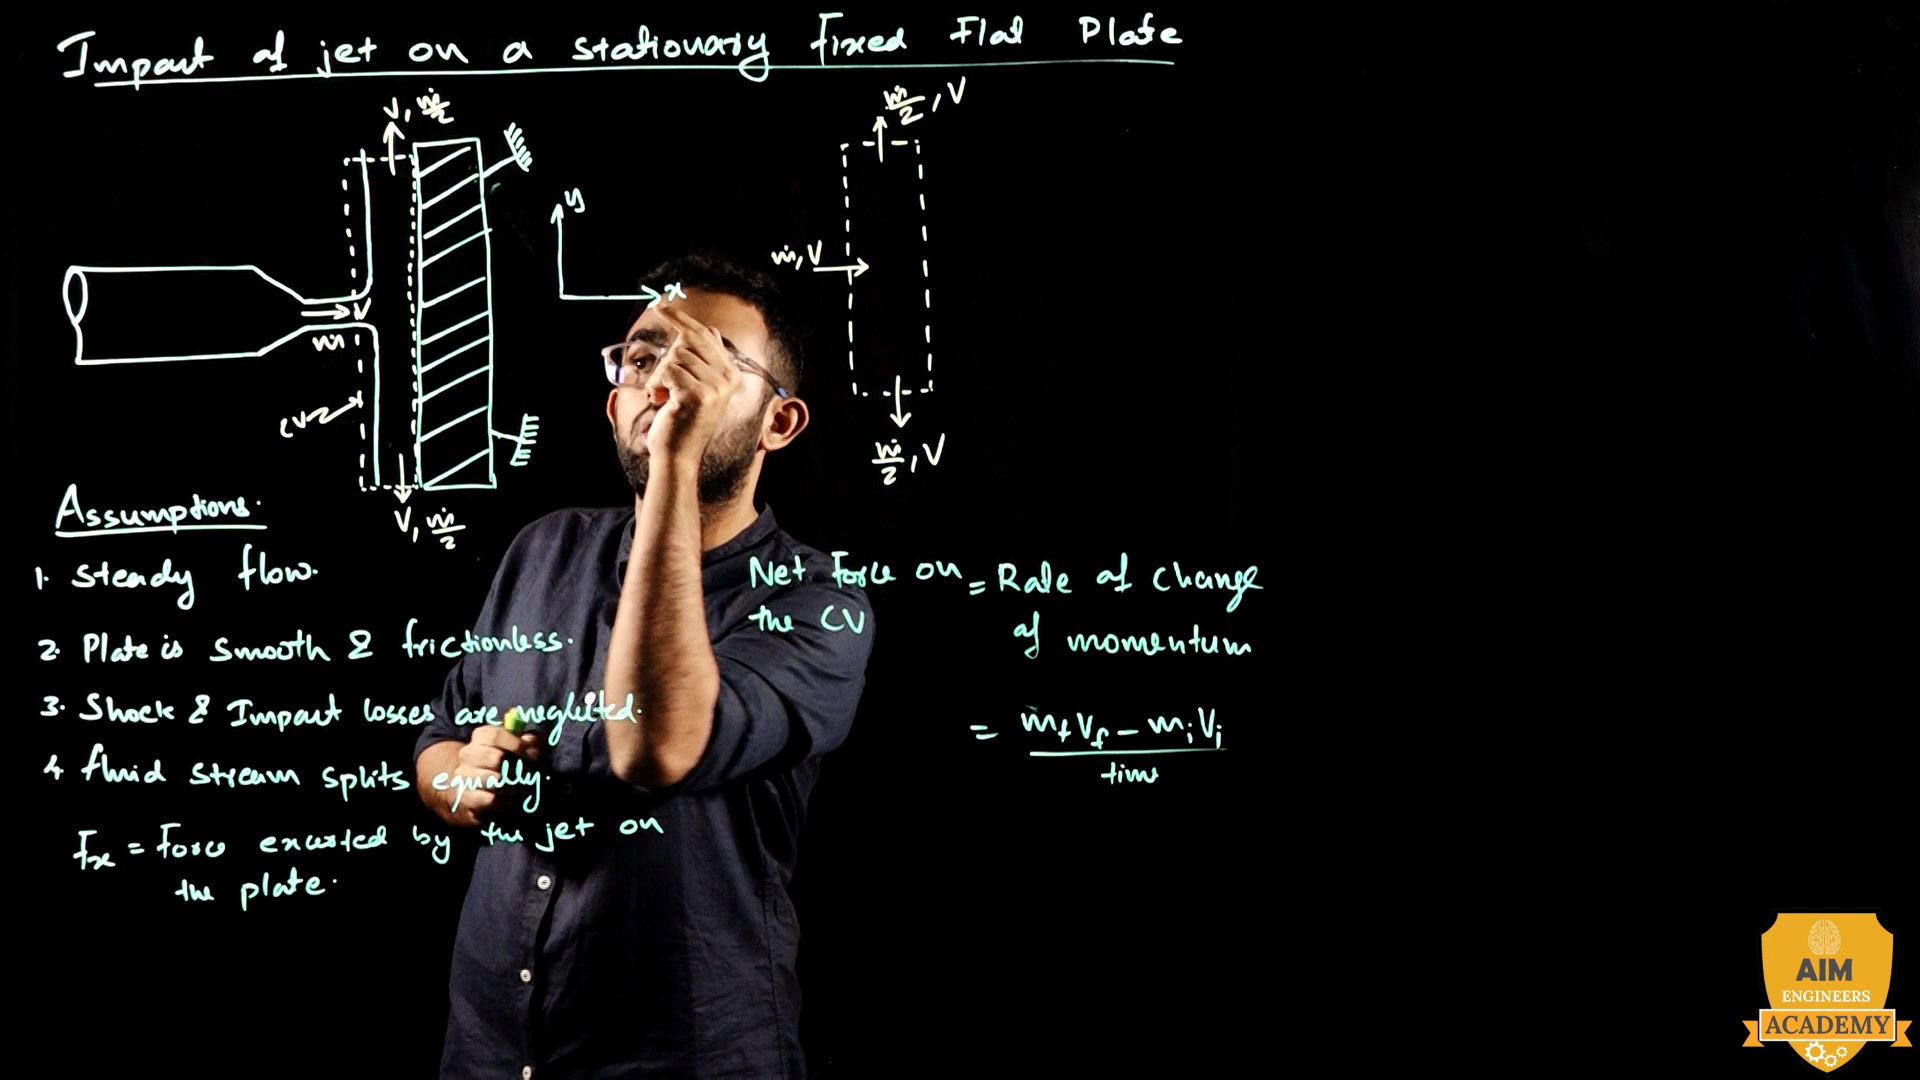 Impact of jet on a stationary fixed Flat Plate
V, ṁ/2
ṁ/2, V
y
x
ṁ, V
V
ṁ
CV
V, ṁ/2
ṁ/2, V
Assumptions.
1. Steady flow.
2. Plate is smooth & frictionless.
3. Shock & Impact losses are neglected.
4. fluid stream splits equally.
Fx = Force exerted by the jet on
the plate.
Net Force on = Rate of change
the CV
of momentum
= mfVf - miVi
time
AIM
ENGINEERS
ACADEMY